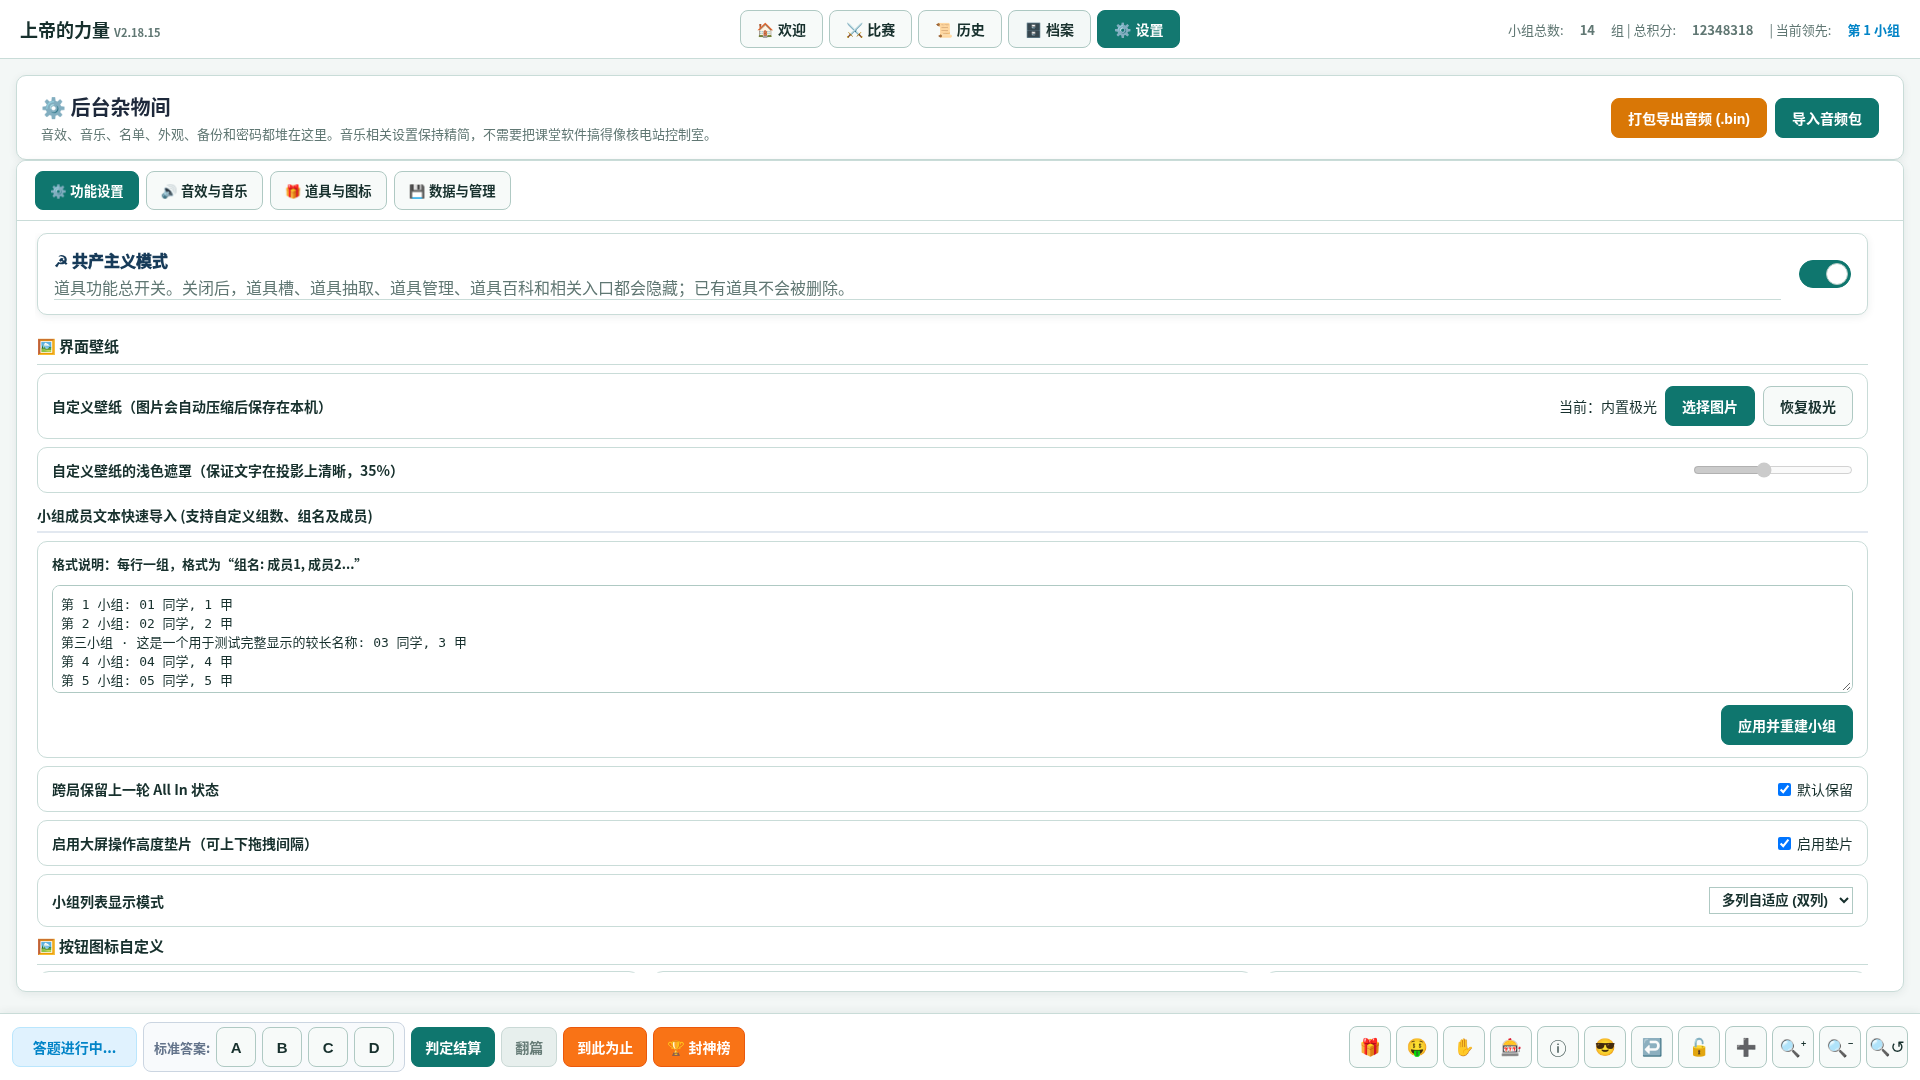 上帝的力量 V2.18.15
🏠 欢迎
⚔️ 比赛
📜 历史
🗄️ 档案
⚙️ 设置
小组总数: 14 组 | 总积分: 12348318 | 当前领先: 第 1 小组
⚙️ 后台杂物间
音效、音乐、名单、外观、备份和密码都堆在这里。音乐相关设置保持精简，不需要把课堂软件搞得像核电站控制室。
打包导出音频 (.bin)
导入音频包
⚙️ 功能设置
🔊 音效与音乐
🎁 道具与图标
💾 数据与管理
☭ 共产主义模式
道具功能总开关。关闭后，道具槽、道具抽取、道具管理、道具百科和相关入口都会隐藏；已有道具不会被删除。
🖼️ 界面壁纸
自定义壁纸（图片会自动压缩后保存在本机）
当前：内置极光
选择图片
恢复极光
自定义壁纸的浅色遮罩（保证文字在投影上清晰，35%）
小组成员文本快速导入 (支持自定义组数、组名及成员)
格式说明：每行一组，格式为“组名: 成员1, 成员2...”
第 1 小组: 01 同学, 1 甲
第 2 小组: 02 同学, 2 甲
第三小组 · 这是一个用于测试完整显示的较长名称: 03 同学, 3 甲
第 4 小组: 04 同学, 4 甲
第 5 小组: 05 同学, 5 甲
应用并重建小组
跨局保留上一轮 All In 状态
默认保留
启用大屏操作高度垫片（可上下拖拽间隔）
启用垫片
小组列表显示模式
多列自适应 (双列)
🖼️ 按钮图标自定义
答题进行中...
标准答案:
A
B
C
D
判定结算
翻篇
到此为止
🏆 封神榜